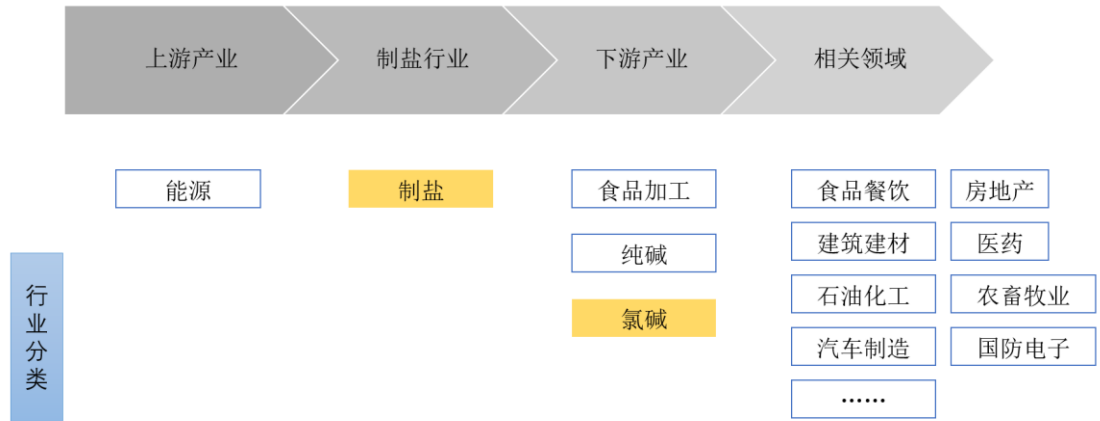 上游产业 制盐行业 下游产业 相关领域
能源 制盐 食品加工 食品餐饮 房地产
纯碱 建筑建材 医药
氯碱 石油化工 农畜牧业
汽车制造 国防电子
……
行业分类